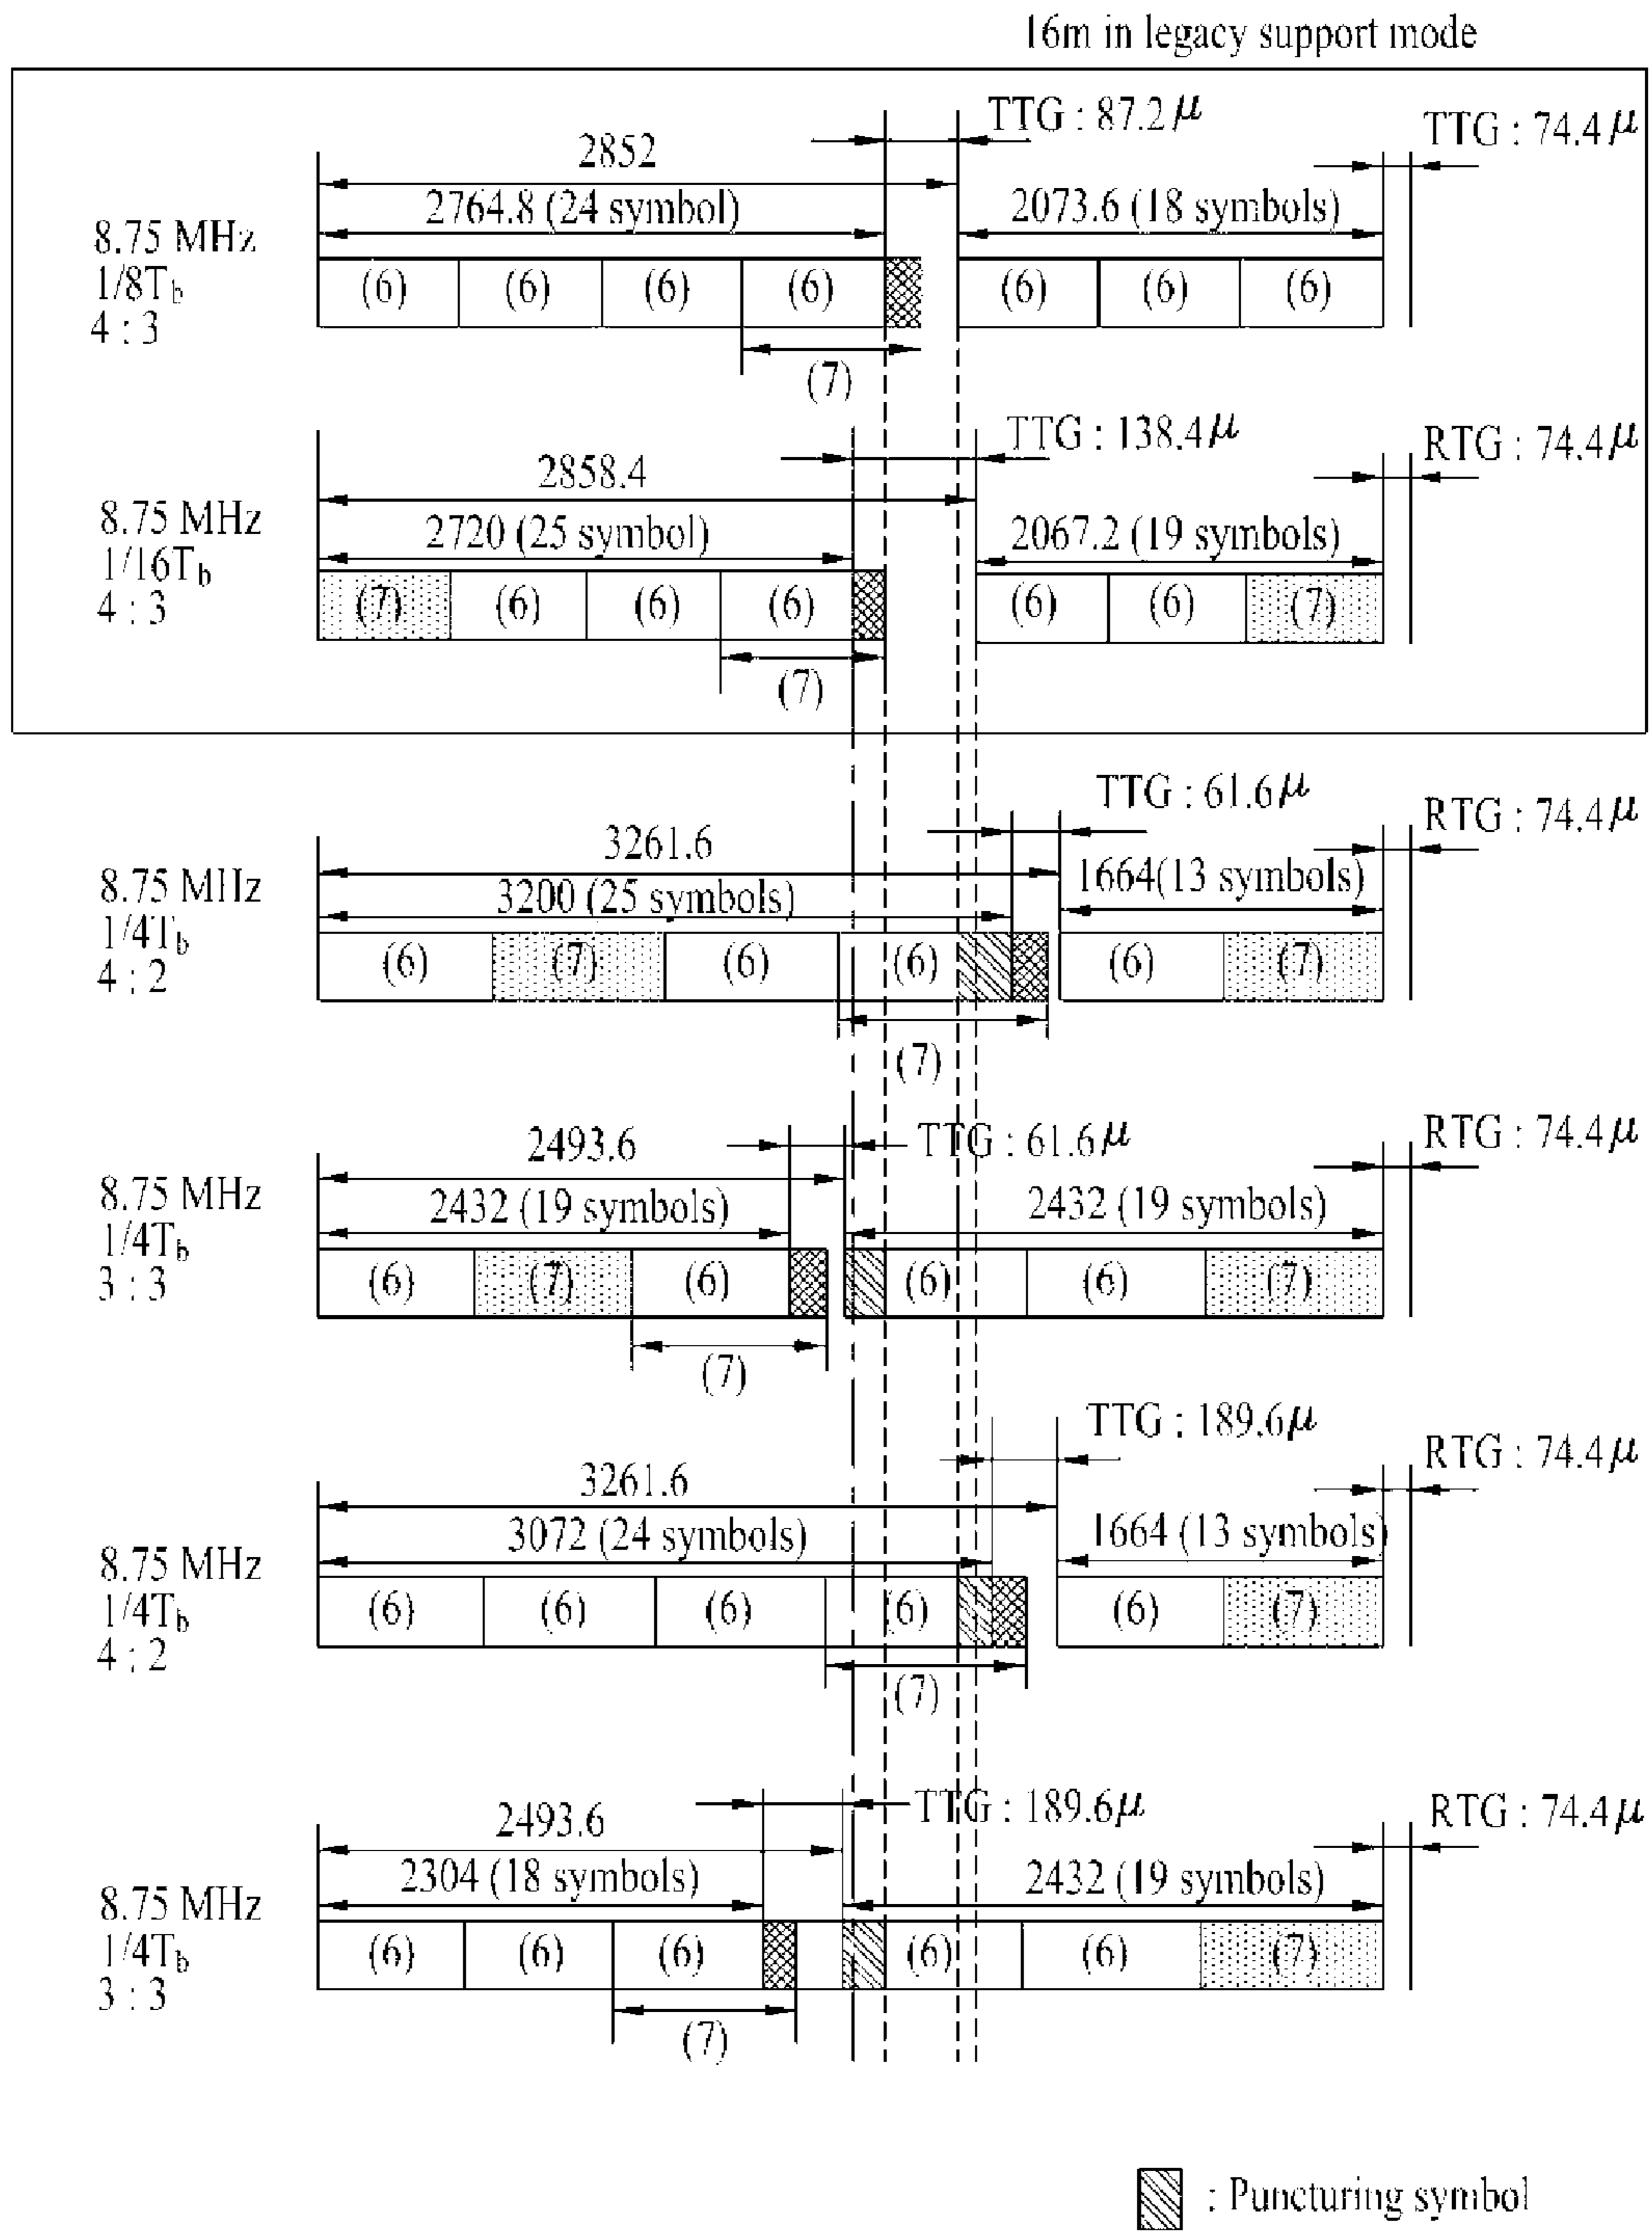 16m in legacy support mode
TTG : 87.2μ
TTG : 74.4μ
2852
2764.8 (24 symbol)
2073.6 (18 symbols)
8.75 MHz
1/8Tb
4 : 3
(6) (6) (6) (6) (6) (6) (6)
(7)
TTG : 138.4μ
RTG : 74.4μ
2858.4
2720 (25 symbol)
2067.2 (19 symbols)
8.75 MHz
1/16Tb
4 : 3
(7) (6) (6) (6) (6) (6) (7)
(7)
TTG : 61.6μ
RTG : 74.4μ
3261.6
3200 (25 symbols)
1664(13 symbols)
8.75 MHz
1/4Tb
4 : 2
(6) (7) (6) (6) (6) (7)
(7)
TTG : 61.6μ
RTG : 74.4μ
2493.6
2432 (19 symbols)
2432 (19 symbols)
8.75 MHz
1/4Tb
3 : 3
(6) (7) (6) (6) (6) (7)
(7)
TTG : 189.6μ
RTG : 74.4μ
3261.6
3072 (24 symbols)
1664 (13 symbols)
8.75 MHz
1/4Tb
4 : 2
(6) (6) (6) (6) (6) (7)
(7)
TTG : 189.6μ
RTG : 74.4μ
2493.6
2304 (18 symbols)
2432 (19 symbols)
8.75 MHz
1/4Tb
3 : 3
(6) (6) (6) (6) (6) (7)
(7)
: Puncturing symbol